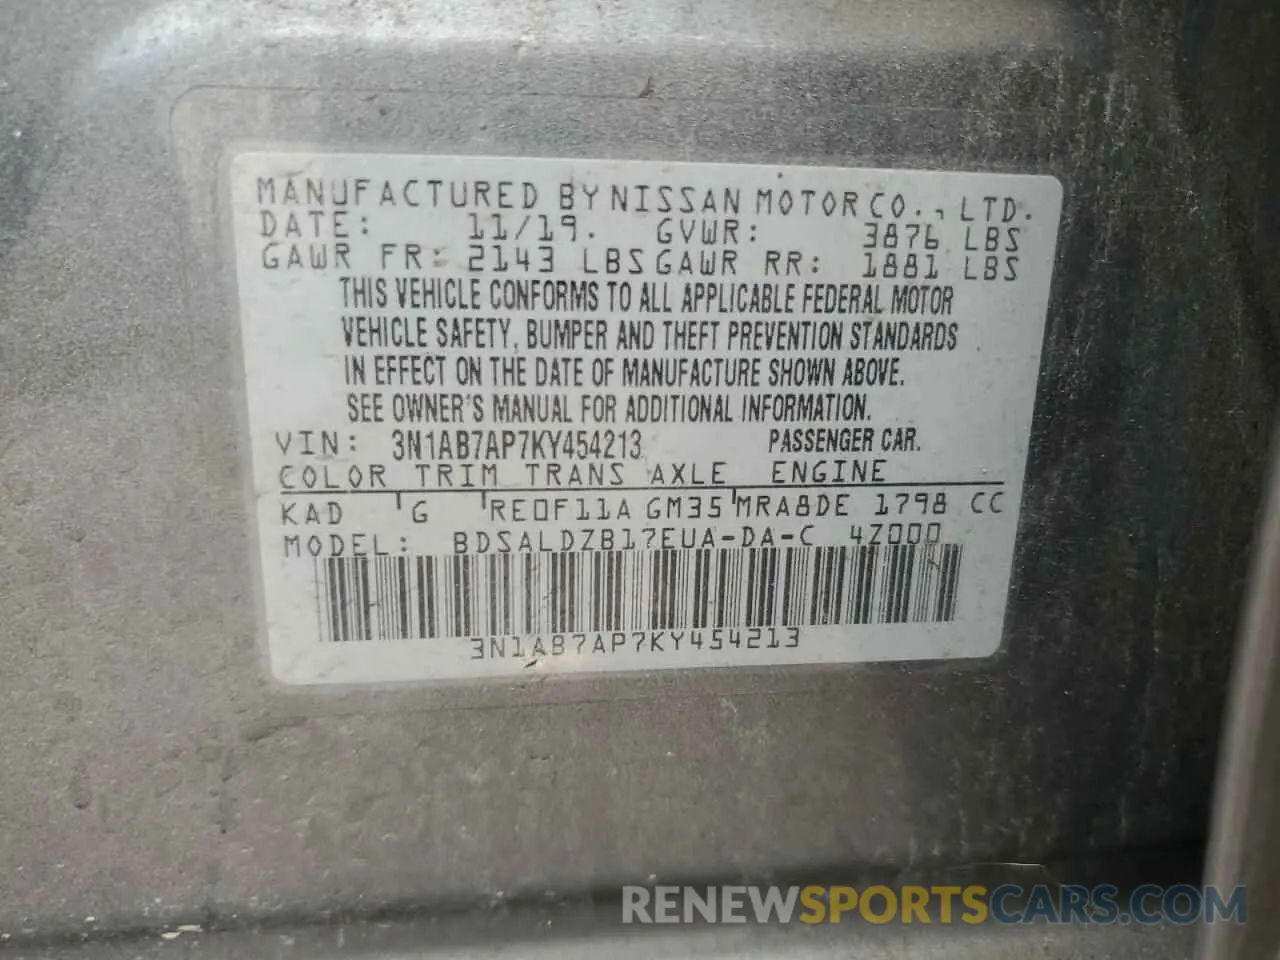 MANUFACTURED BY NISSAN MOTOR CO., LTD.
DATE: 11/19. GVWR: 3876 LBS
GAWR FR: 2143 LBS GAWR RR: 1881 LBS
THIS VEHICLE CONFORMS TO ALL APPLICABLE FEDERAL MOTOR
VEHICLE SAFETY, BUMPER AND THEFT PREVENTION STANDARDS
IN EFFECT ON THE DATE OF MANUFACTURE SHOWN ABOVE.
SEE OWNER'S MANUAL FOR ADDITIONAL INFORMATION.
VIN: 3N1AB7AP7KY454213 PASSENGER CAR.
COLOR TRIM TRANS AXLE ENGINE
KAD G RE0F11A GM35 MRA8DE 1798 CC
MODEL: BDSALDZB17EUA-DA-C 4Z000
3N1AB7AP7KY454213
RENEWSPORTSCARS.COM